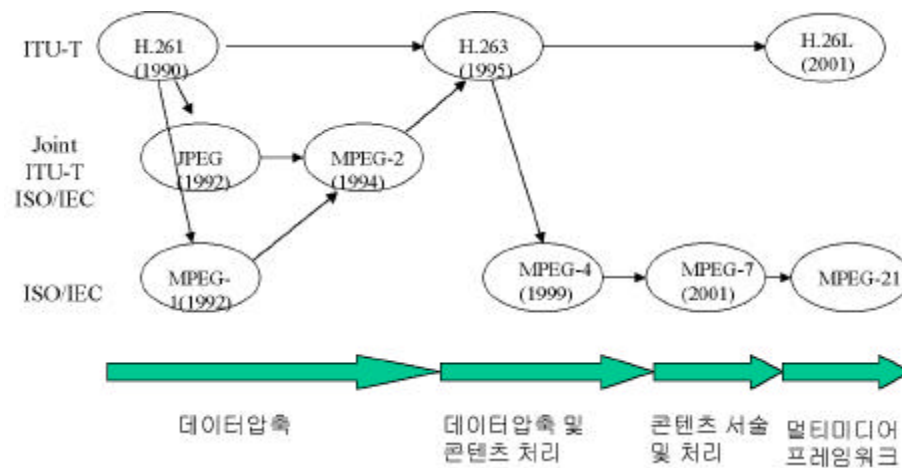 ITU-T
H.261
(1990)
H.263
(1995)
H.26L
(2001)
Joint
ITU-T
ISO/IEC
JPEG
(1992)
MPEG-2
(1994)
ISO/IEC
MPEG-
1(1992)
MPEG-4
(1999)
MPEG-7
(2001)
MPEG-21
데이터압축
데이터압축 및
콘텐츠 처리
콘텐츠 서술
및 처리
멀티미디어
프레임워크